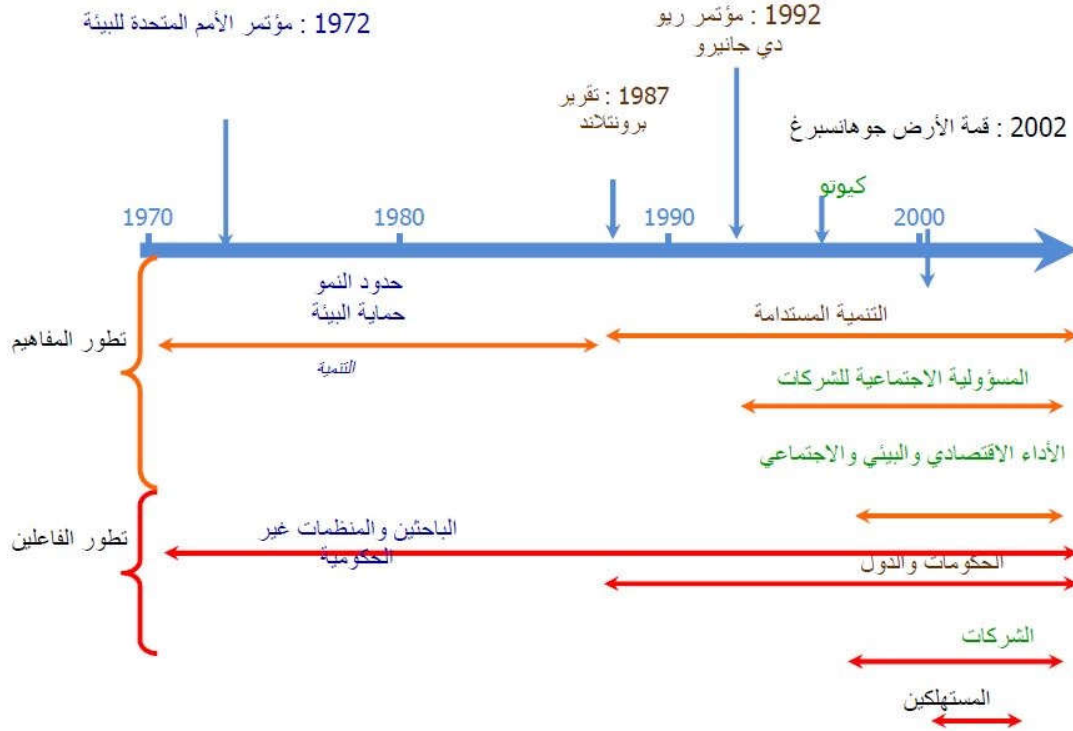 1972 : مؤتمر الأمم المتحدة للبيئة
1992 : مؤتمر ريو
دي جانيرو
1987 : تقرير
برونتلاند
2002 : قمة الأرض جوهانسبرغ
كيوتو
1970
1980
1990
2000
حدود النمو
حماية البيئة
التنمية
التنمية المستدامة
تطور المفاهيم
المسؤولية الاجتماعية للشركات
الأداء الاقتصادي والبيئي والاجتماعي
تطور الفاعلين
الباحثين والمنظمات غير
الحكومية
الحكومات والدول
الشركات
المستهلكين